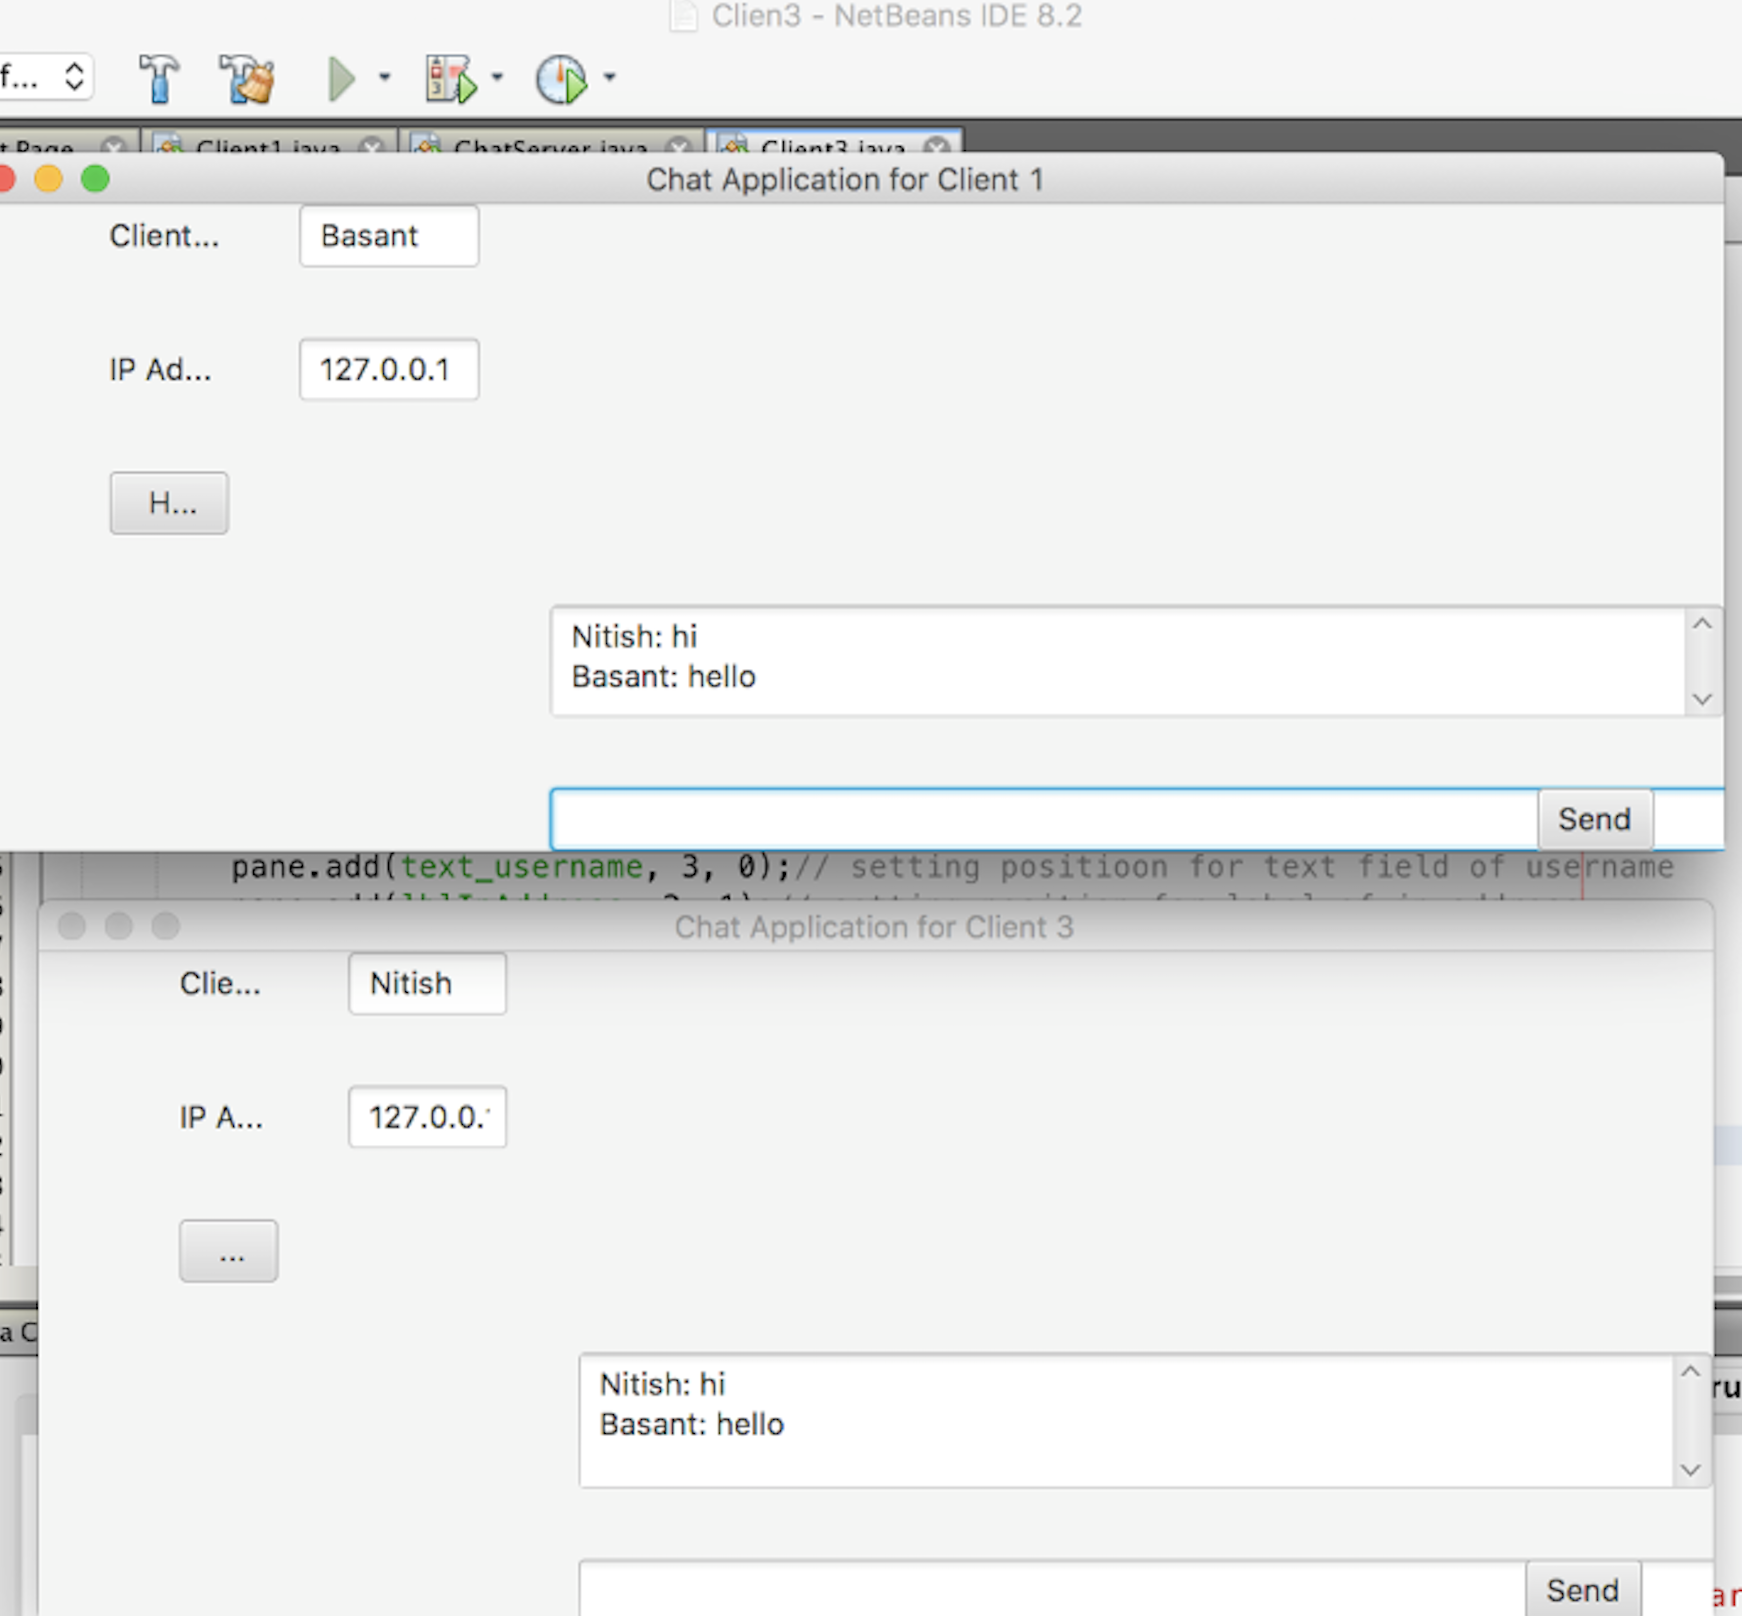 Clien3 - NetBeans IDE 8.2
f...
t Page
Client1.java
ChatServer.java
Client3.java
Chat Application for Client 1
Client...
Basant
IP Ad...
127.0.0.1
H...
Nitish: hi
Basant: hello
Send
pane.add(text_username, 3, 0);// setting positioon for text field of username
Chat Application for Client 3
Clie...
Nitish
IP A...
127.0.0.
...
Nitish: hi
Basant: hello
Send
a C
ru
ar